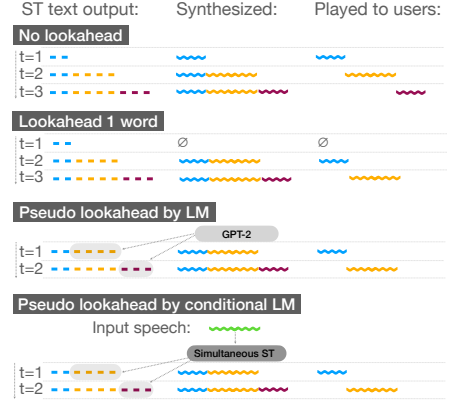 ST text output: Synthesized: Played to users:
No lookahead
t=1
t=2
t=3
Lookahead 1 word
t=1 ∅ ∅
t=2
t=3
Pseudo lookahead by LM
GPT-2
t=1
t=2
Pseudo lookahead by conditional LM
Input speech:
Simultaneous ST
t=1
t=2